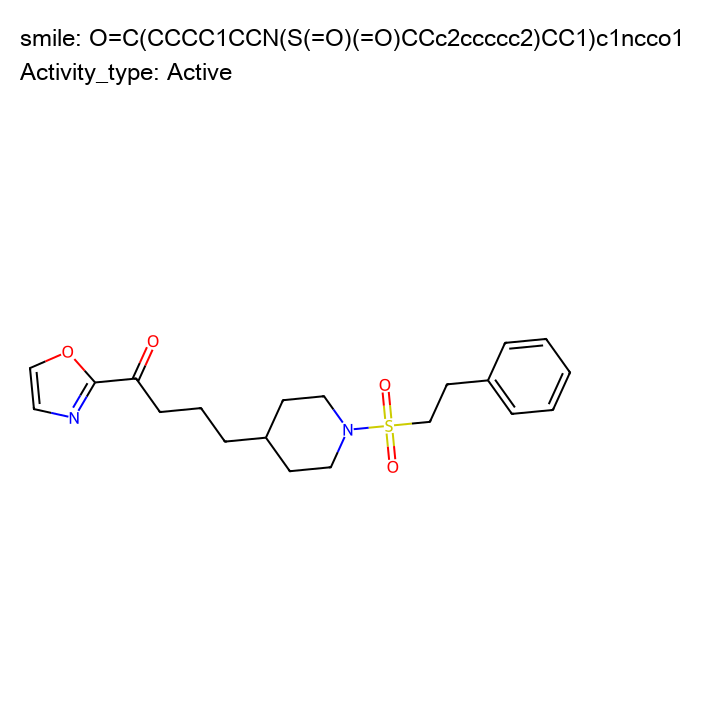 smile: O=C(CCCC1CCN(S(=O)(=O)CCc2ccccc2)CC1)c1ncco1
Activity_type: Active
O
O
N
N
O
S
O